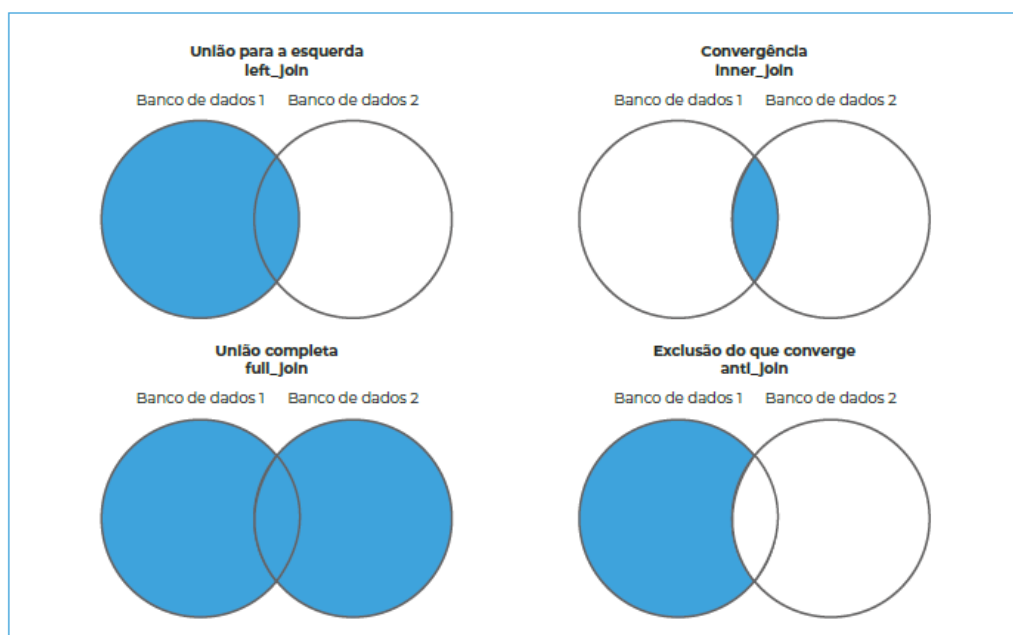 União para a esquerda
left_join
Banco de dados 1 Banco de dados 2
Convergência
inner_join
Banco de dados 1 Banco de dados 2
União completa
full_join
Banco de dados 1 Banco de dados 2
Exclusão do que converge
anti_join
Banco de dados 1 Banco de dados 2